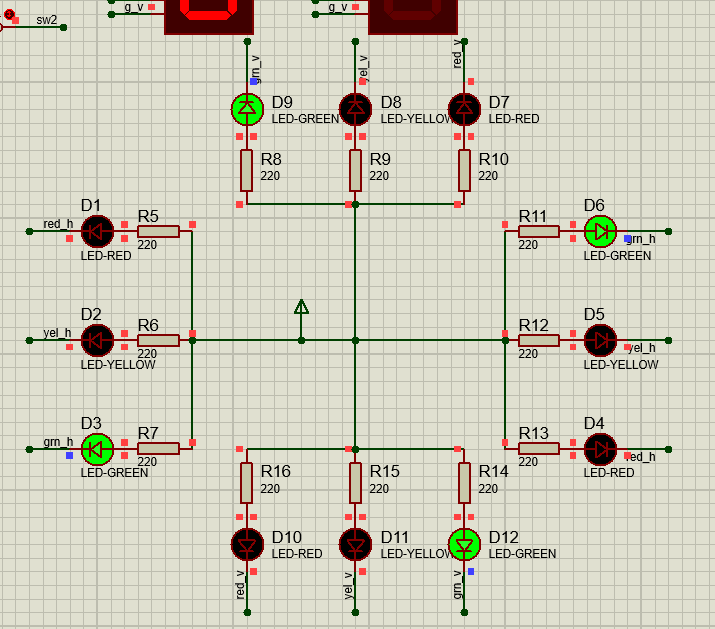 sw2
g_v
g_v
grn_v
yel_v
red_v
D9
LED-GREEN
D8
LED-YELLOW
D7
LED-RED
R8
220
R9
220
R10
220
D1
red_h
LED-RED
R5
220
R11
220
D6
grn_h
LED-GREEN
D2
yel_h
LED-YELLOW
R6
220
R12
220
D5
yel_h
LED-YELLOW
D3
grn_h
LED-GREEN
R7
220
R13
220
D4
red_h
LED-RED
R16
220
R15
220
R14
220
D10
LED-RED
D11
LED-YELLOW
D12
LED-GREEN
red_v
yel_v
grn_v